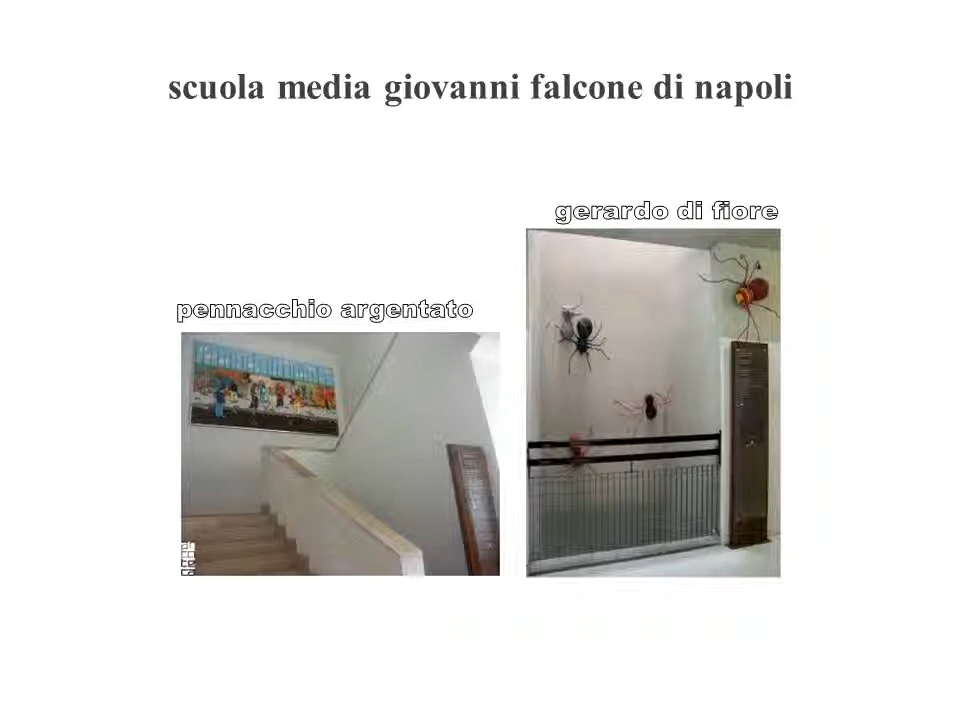 scuola media giovanni falcone di napoli
gerardo di fiore
pennacchio argentato